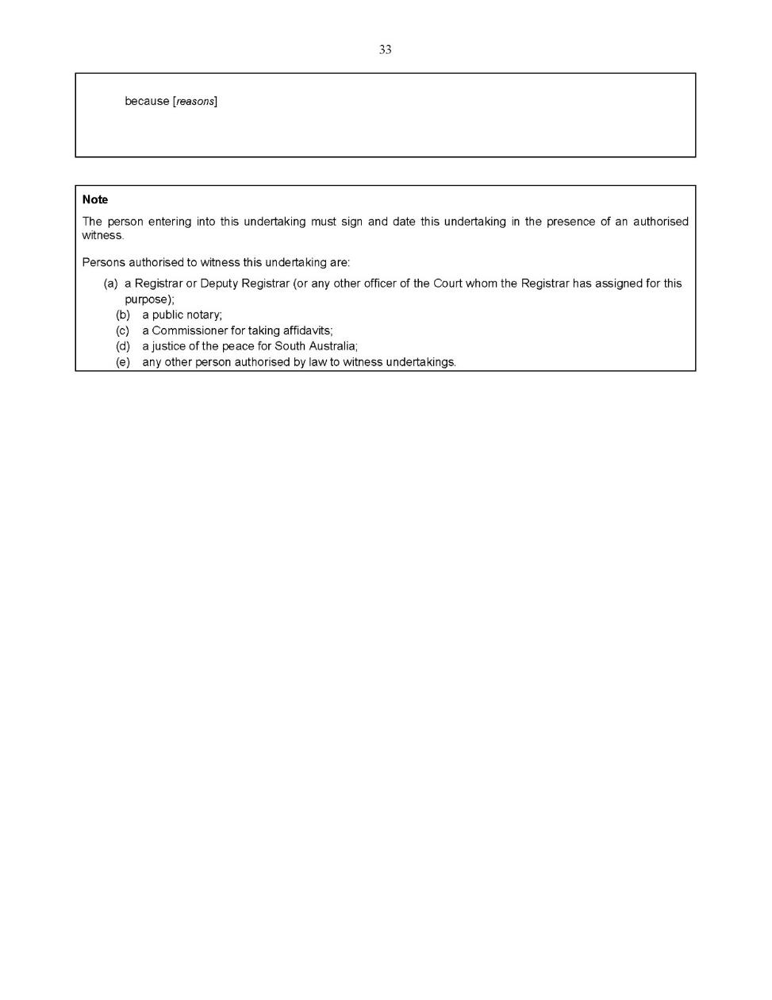 33
because [reasons]
Note
The person entering into this undertaking must sign and date this undertaking in the presence of an authorised
witness.
Persons authorised to witness this undertaking are:
(a) a Registrar or Deputy Registrar (or any other officer of the Court whom the Registrar has assigned for this
purpose);
(b) a public notary;
(c) a Commissioner for taking affidavits;
(d) a justice of the peace for South Australia;
(e) any other person authorised by law to witness undertakings.